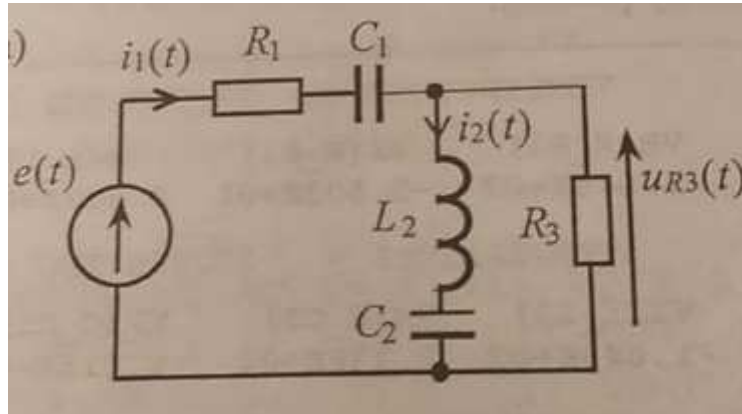 i₁(t) R₁ C₁
e(t)
i₂(t)
L₂ R₃ uR3(t)
C₂